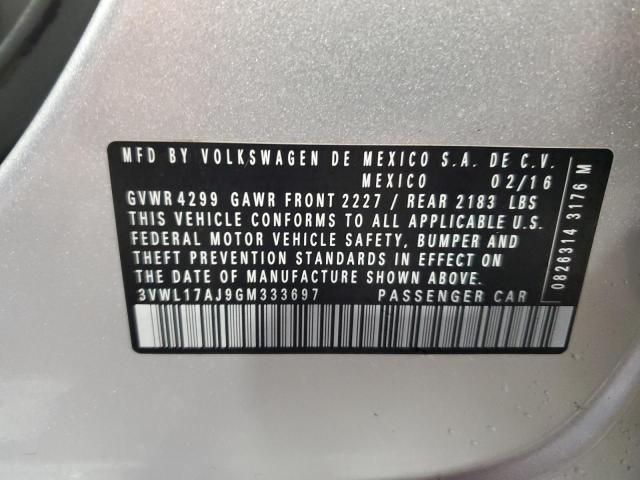 MFD BY VOLKSWAGEN DE MEXICO S.A. DE C.V.
MEXICO 02/16
GVWR 4299 GAWR FRONT 2227 / REAR 2183 LBS
THIS VEHICLE CONFORMS TO ALL APPLICABLE U.S.
FEDERAL MOTOR VEHICLE SAFETY, BUMPER AND
THEFT PREVENTION STANDARDS IN EFFECT ON
THE DATE OF MANUFACTURE SHOWN ABOVE.
3VWL17AJ9GM333697 PASSENGER CAR
0826314 3176 M